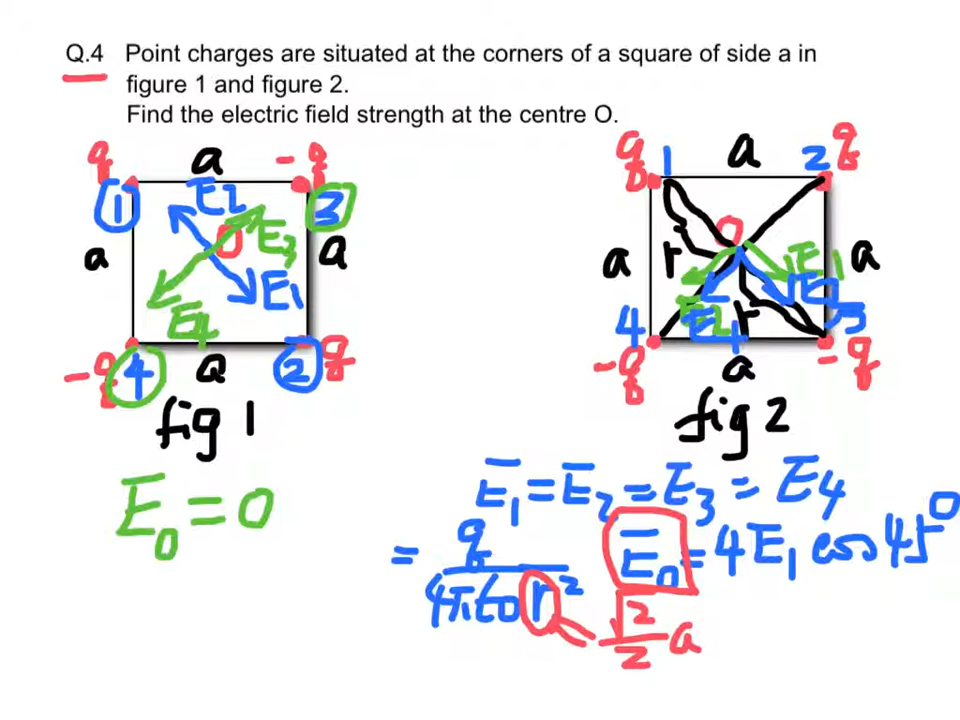 Q.4 Point charges are situated at the corners of a square of side a in
figure 1 and figure 2.
Find the electric field strength at the centre O.
q a -q
1 E2 3
a O E3 a
E1
E4
-q 4 a 2 q
fig 1
E₀ = 0
q 1 a 2 q
O
a r E1 a
E3
4 E2 E4 r 3
-q a -q
fig 2
E₁ = E₂ = E₃ = E₄
= q / 4πε₀r² E₀ = 4E₁ cos 45⁰
= √2/2 a